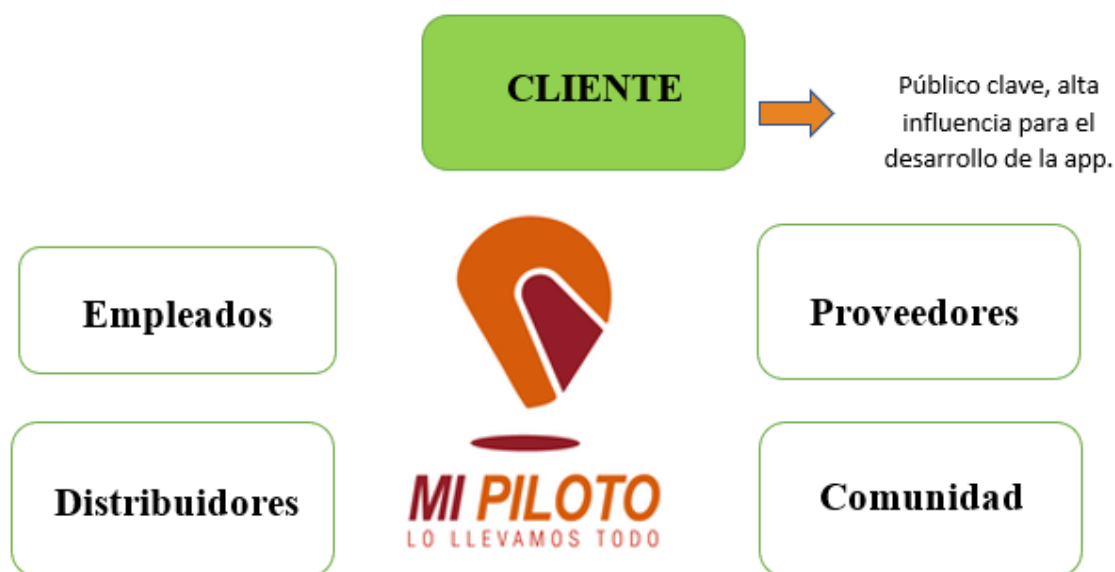 CLIENTE
Público clave, alta
influencia para el
desarrollo de la app.
Empleados
Proveedores
Distribuidores
Comunidad
MI PILOTO
LO LLEVAMOS TODO